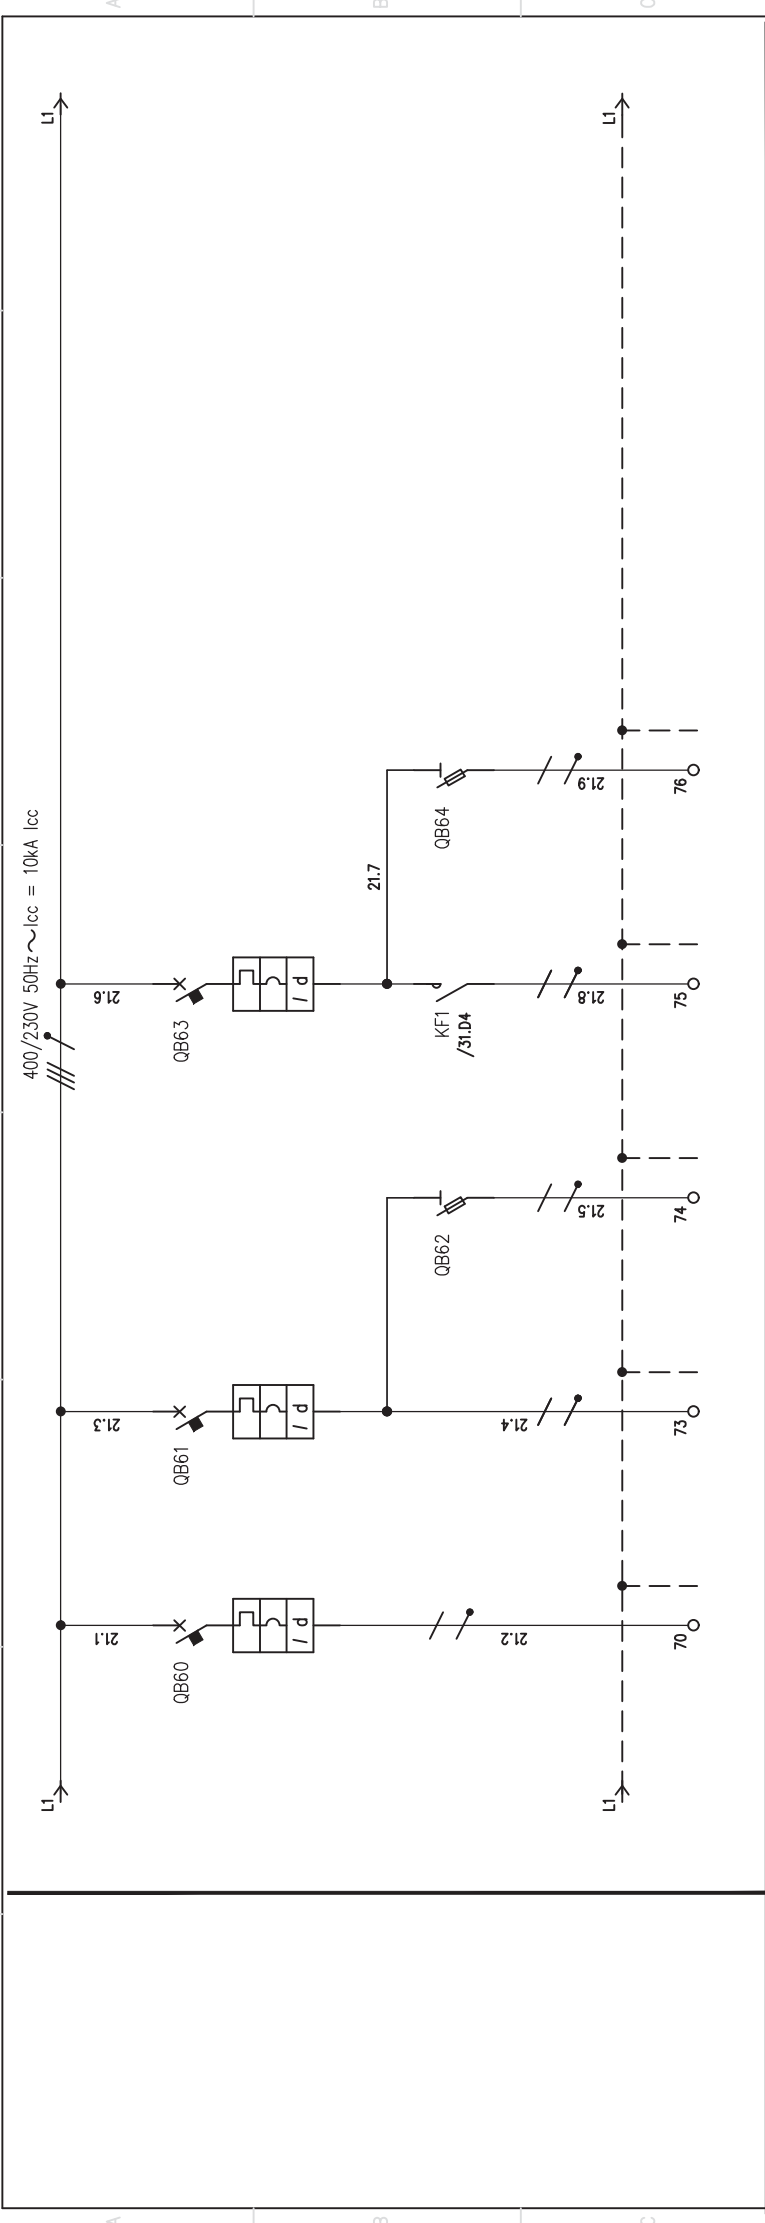 A
B
C
L1
L1
400/230V 50Hz ~ Icc = 10kA Icc
21.1
21.3
21.6
QB60
QB61
QB63
I d
I d
I d
21.7
QB62
KF1
/31.D4
QB64
21.2
21.4
21.5
21.8
21.9
L1
L1
70
73
74
75
76
A
B
C